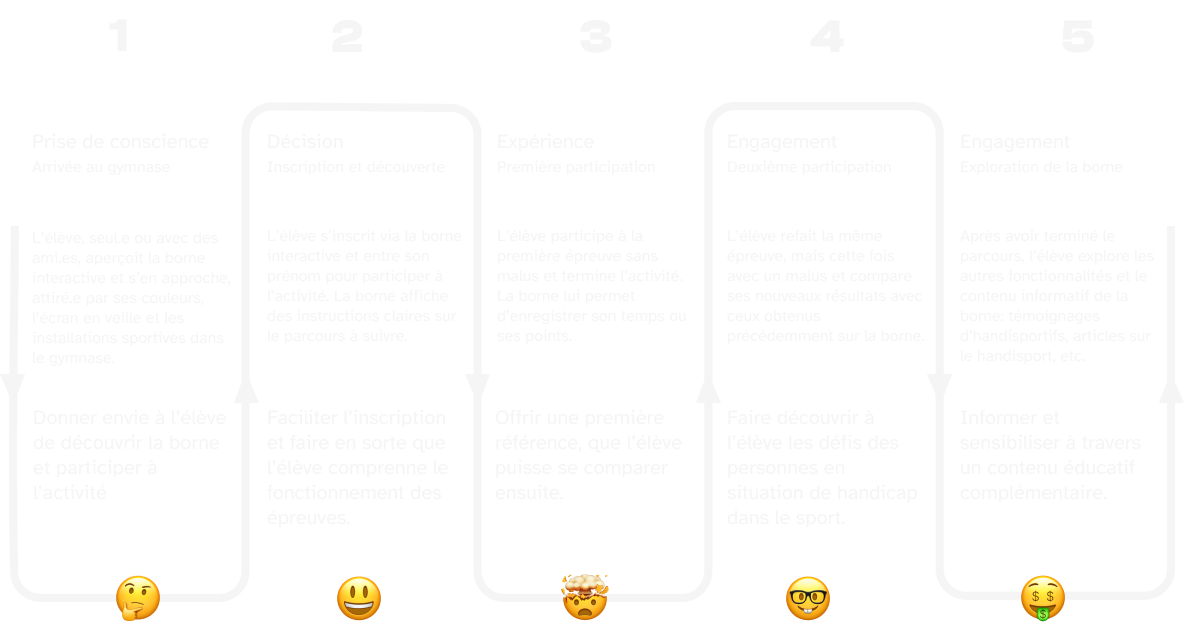 1
2
3
4
5
Prise de conscience
Arrivée au gymnase
L'élève, seul.e ou avec des
ami.es, aperçoit la borne
interactive et s'en approche,
attiré.e par ses couleurs,
l'écran en veille et les
installations sportives dans
le gymnase.
Donner envie à l'élève
de découvrir la borne
et participer à
l'activité
Décision
Inscription et découverte
L'élève s'inscrit via la borne
interactive et entre son
prénom pour participer à
l'activité. La borne affiche
des instructions claires sur
le parcours à suivre.
Faciliter l'inscription
et faire en sorte que
l'élève comprenne le
fonctionnement des
épreuves.
Expérience
Première participation
L'élève participe à la
première épreuve sans
malus et termine l'activité.
La borne lui permet
d'enregistrer son temps ou
ses points.
Offrir une première
référence, que l'élève
puisse se comparer
ensuite.
Engagement
Deuxième participation
L'élève refait la même
épreuve, mais cette fois
avec un malus et compare
ses nouveaux résultats avec
ceux obtenus
précédemment sur la borne.
Faire découvrir à
l'élève les défis des
personnes en
situation de handicap
dans le sport.
Engagement
Exploration de la borne
Après avoir terminé le
parcours, l'élève explore les
autres fonctionnalités et le
contenu informatif de la
borne: témoignages
d'handisportifs, articles sur
le handisport, etc.
Informer et
sensibiliser à travers
un contenu éducatif
complémentaire.